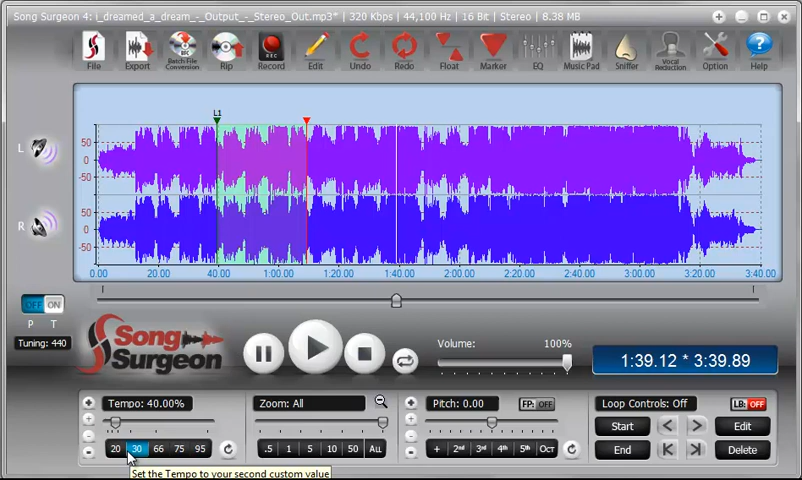 Song Surgeon 4: i_dreamed_a_dream_-_Output_-_Stereo_Out.mp3* | 320 Kbps | 44,100 Hz | 16 Bit | Stereo | 8.38 MB
REC
File Export Batch File Conversion Rip Record Edit Undo Redo Float Marker EQ Music Pad Sniffer Vocal Reduction Option Help
L1
L
50
0
-50
R
50
0
-50
0.00 20.00 40.00 1:00.00 1:20.00 1:40.00 2:00.00 2:20.00 2:40.00 3:00.00 3:20.00 3:40.00
OFF ON
P T
Tuning: 440
Song Surgeon
Volume: 100%
1:39.12 * 3:39.89
Tempo: 40.00%
20 30 66 75 95
Zoom: All
.5 1 5 10 50 ALL
Pitch: 0.00 FP: OFF
+ 2nd 3rd 4th 5th Oct
Loop Controls: Off LB: OFF
Start < > Edit
End Delete
Set the Tempo to your second custom value